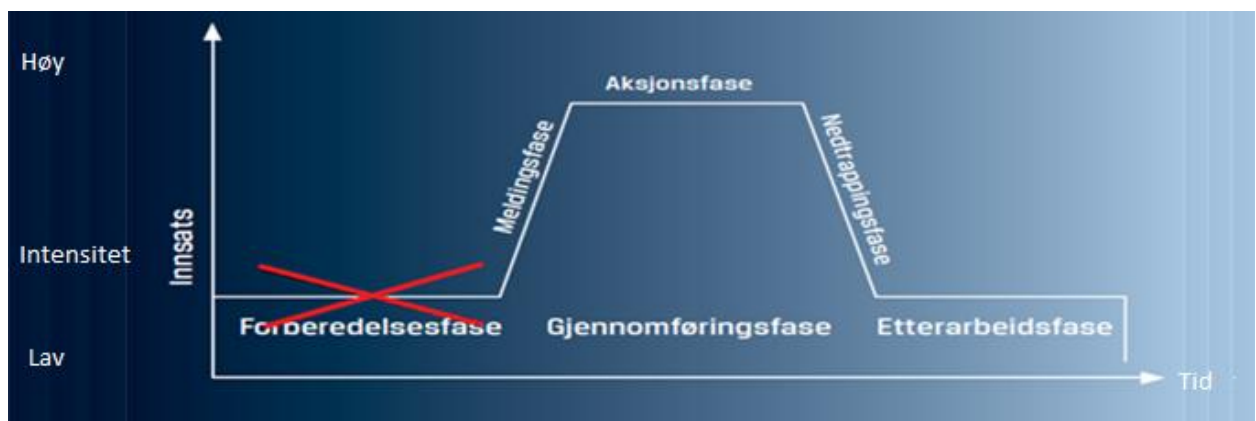 Høy
Aksjonsfase
Meldingsfase
Nedtrappingsfase
Innsats
Intensitet
Forberedelsesfase
Gjennomføringsfase
Etterarbeidsfase
Lav
Tid